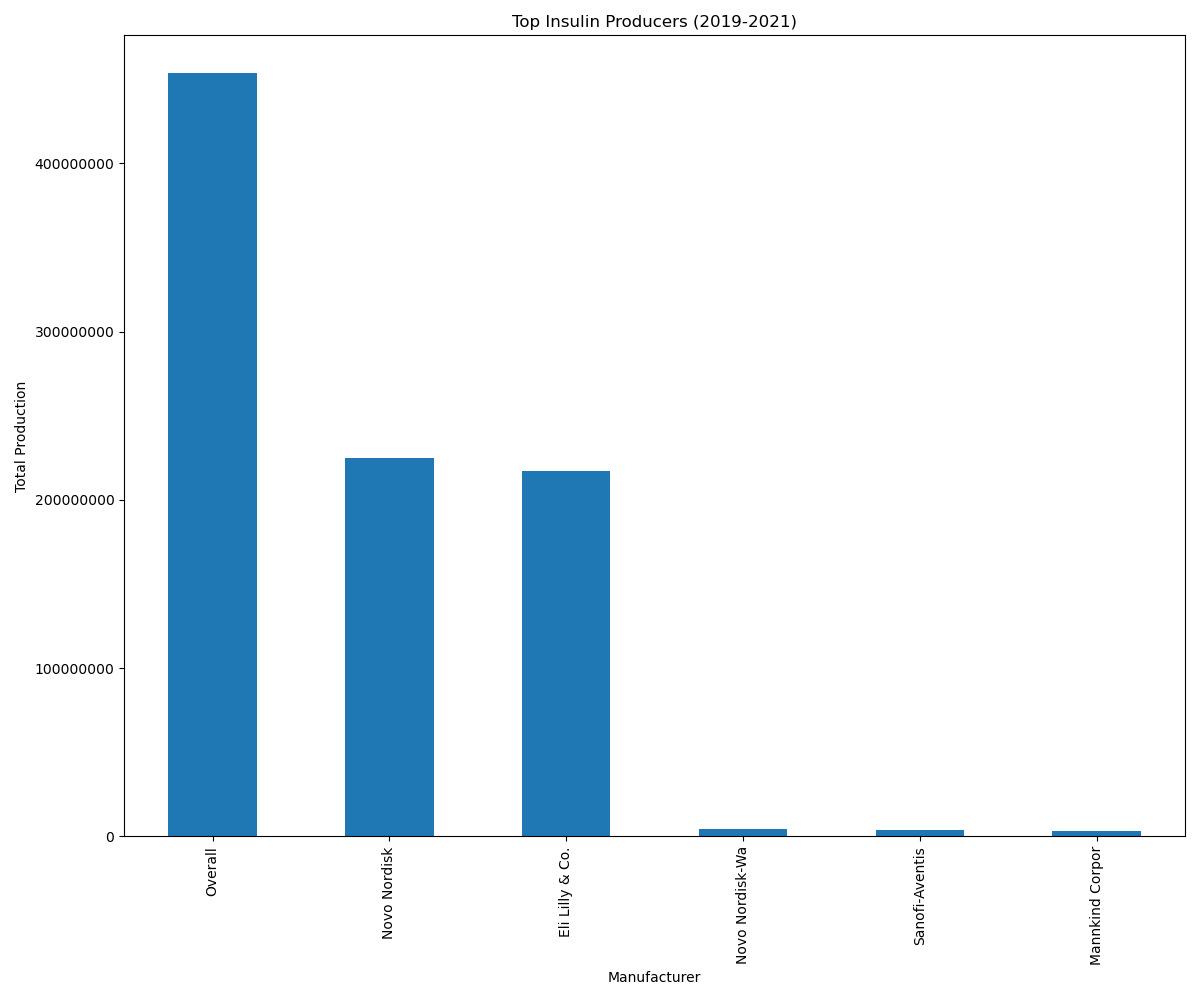 Top Insulin Producers (2019-2021)
Total Production
400000000
300000000
200000000
100000000
0
Overall
Novo Nordisk
Eli Lilly & Co.
Novo Nordisk-Wa
Sanofi-Aventis
Mannkind Corpor
Manufacturer